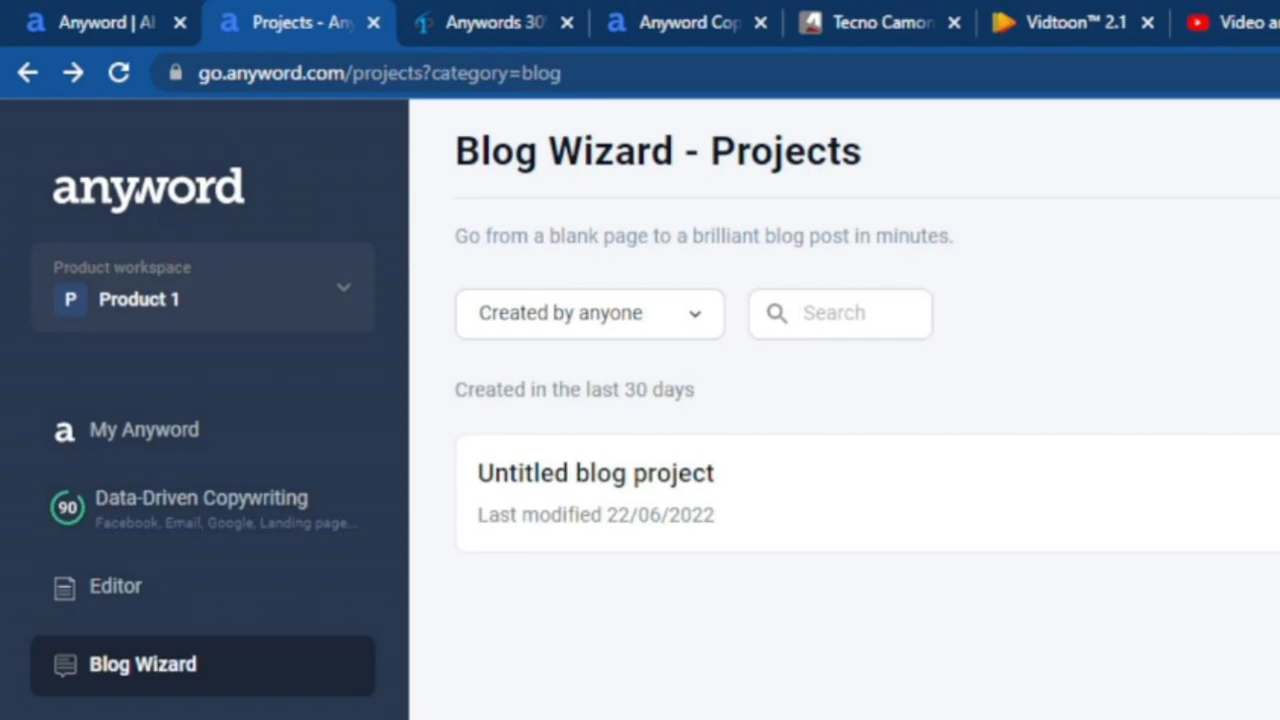 Anyword | AI
Projects - Any
Anywords 30
Anyword Cop
Tecno Camon
Vidtoon™ 2.1
Video a
go.anyword.com/projects?category=blog
anyword
Product workspace
P Product 1
a My Anyword
90 Data-Driven Copywriting
Facebook, Email, Google, Landing page...
Editor
Blog Wizard
Blog Wizard - Projects
Go from a blank page to a brilliant blog post in minutes.
Created by anyone
Search
Created in the last 30 days
Untitled blog project
Last modified 22/06/2022